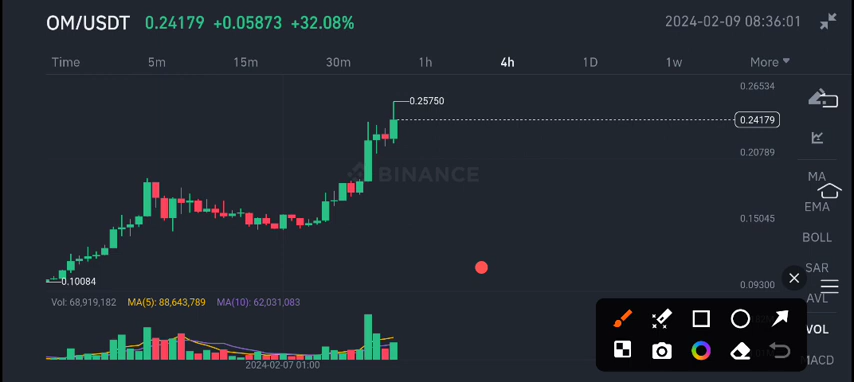 OM/USDT 0.24179 +0.05873 +32.08% 2024-02-09 08:36:01
Time 5m 15m 30m 1h 4h 1D 1w More
0.26534
0.25750
0.24179
0.20789
BINANCE
MA
EMA
0.15045
BOLL
SAR
0.10084
0.09300
AVL
Vol: 68,919,182 MA(5): 88,643,789 MA(10): 62,031,083
VOL
MACD
2024-02-07 01:00